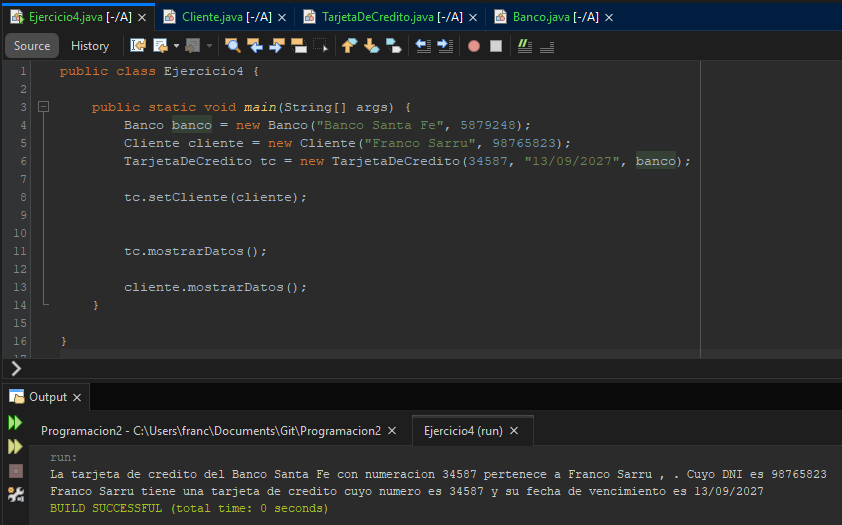 Ejercicio4.java [-/A] Cliente.java [-/A] TarjetaDeCredito.java [-/A] Banco.java [-/A]
Source History
1 public class Ejercicio4 {
2
3 public static void main(String[] args) {
4 Banco banco = new Banco("Banco Santa Fe", 5879248);
5 Cliente cliente = new Cliente("Franco Sarru", 98765823);
6 TarjetaDeCredito tc = new TarjetaDeCredito(34587, "13/09/2027", banco);
7
8 tc.setCliente(cliente);
9
10
11 tc.mostrarDatos();
12
13 cliente.mostrarDatos();
14 }
15
16 }
17
Output
Programacion2 - C:\Users\franc\Documents\Git\Programacion2 Ejercicio4 (run)
run:
La tarjeta de credito del Banco Santa Fe con numeracion 34587 pertenece a Franco Sarru , . Cuyo DNI es 98765823
Franco Sarru tiene una tarjeta de credito cuyo numero es 34587 y su fecha de vencimiento es 13/09/2027
BUILD SUCCESSFUL (total time: 0 seconds)